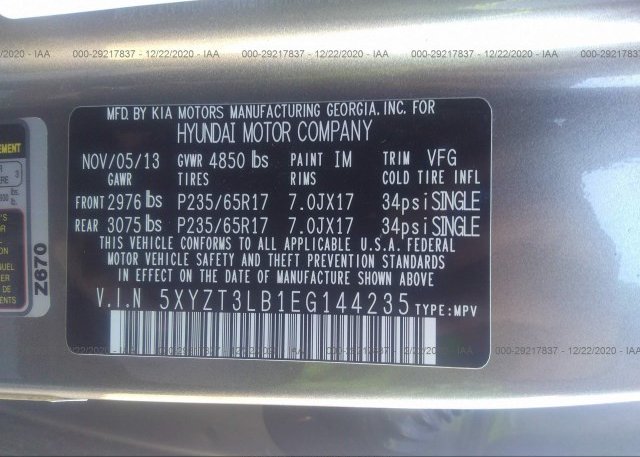 000-29217837 - 12/22/2020 - IAA
MFD. BY KIA MOTORS MANUFACTURING GEORGIA. INC. FOR
HYUNDAI MOTOR COMPANY
NOV/05/13 GVWR 4850 lbs PAINT IM TRIM VFG
GAWR TIRES RIMS COLD TIRE INFL
FRONT 2976 lbs P235/65R17 7.0JX17 34psi SINGLE
REAR 3075 lbs P235/65R17 7.0JX17 34psi SINGLE
THIS VEHICLE CONFORMS TO ALL APPLICABLE U.S.A. FEDERAL
MOTOR VEHICLE SAFETY AND THEFT PREVENTION STANDARDS
IN EFFECT ON THE DATE OF MANUFACTURE SHOWN ABOVE.
V.I.N 5XYZT3LB1EG144235 TYPE: MPV
Z670
000-29217837 - 12/22/2020 - IAA